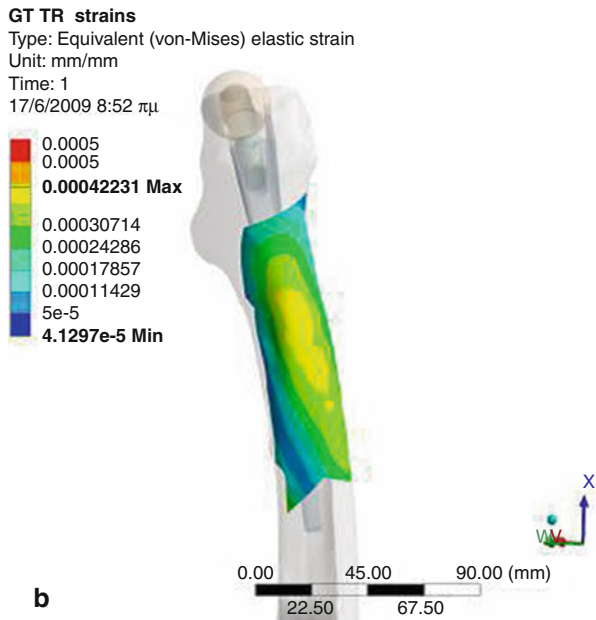 GT TR strains
Type: Equivalent (von-Mises) elastic strain
Unit: mm/mm
Time: 1
17/6/2009 8:52 πμ
0.0005
0.0005
0.00042231 Max
0.00030714
0.00024286
0.00017857
0.00011429
5e-5
4.1297e-5 Min
X
0.00 45.00 90.00 (mm)
22.50 67.50
b